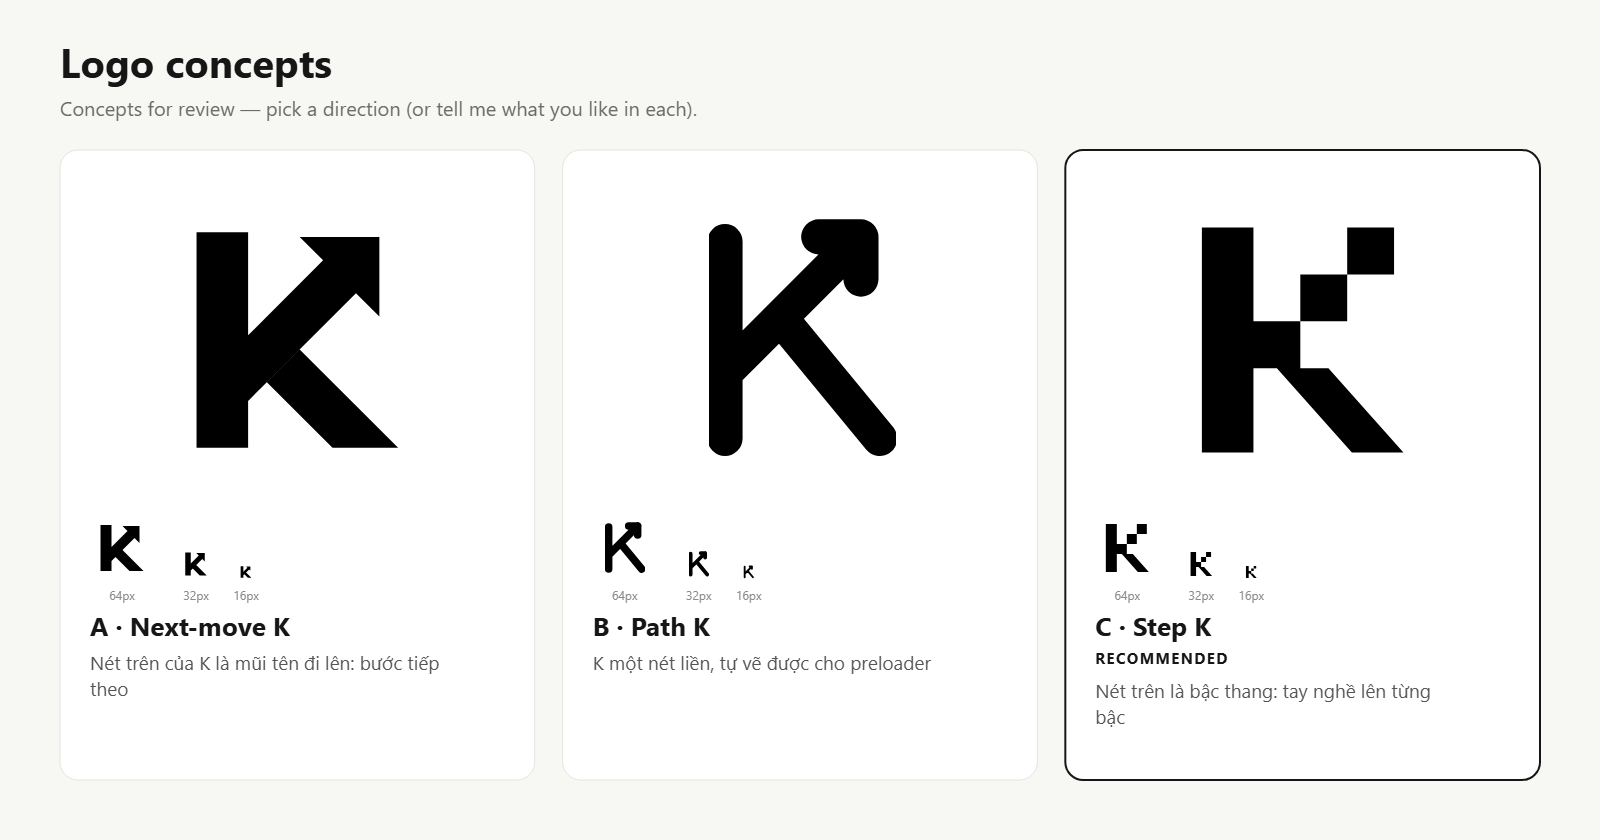 Logo concepts
Concepts for review — pick a direction (or tell me what you like in each).
64px 32px 16px
A · Next-move K
Nét trên của K là mũi tên đi lên: bước tiếp
theo
64px 32px 16px
B · Path K
K một nét liền, tự vẽ được cho preloader
64px 32px 16px
C · Step K
RECOMMENDED
Nét trên là bậc thang: tay nghề lên từng
bậc